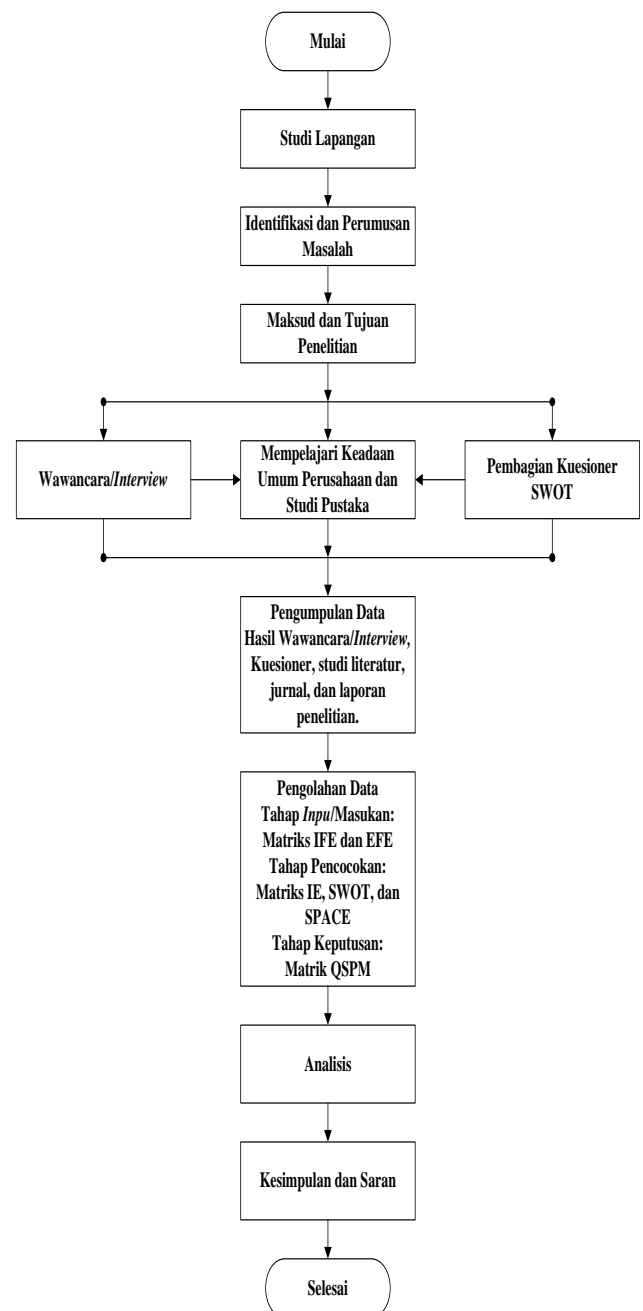 Mulai
Studi Lapangan
Identifikasi dan Perumusan
Masalah
Maksud dan Tujuan
Penelitian
Wawancara/Interview
Mempelajari Keadaan
Umum Perusahaan dan
Studi Pustaka
Pembagian Kuesioner
SWOT
Pengumpulan Data
Hasil Wawancara/Interview,
Kuesioner, studi literatur,
jurnal, dan laporan
penelitian.
Pengolahan Data
Tahap Inpu/Masukan:
Matriks IFE dan EFE
Tahap Pencocokan:
Matriks IE, SWOT, dan
SPACE
Tahap Keputusan:
Matrik QSPM
Analisis
Kesimpulan dan Saran
Selesai